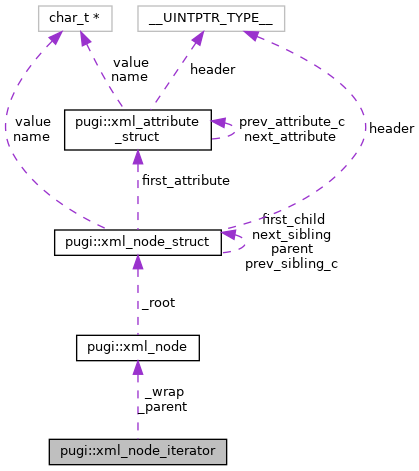 char_t *
__UINTPTR_TYPE__
value
name
header
pugi::xml_attribute
_struct
prev_attribute_c
next_attribute
value
name
header
first_attribute
first_child
next_sibling
parent
prev_sibling_c
pugi::xml_node_struct
_root
pugi::xml_node
_wrap
_parent
pugi::xml_node_iterator